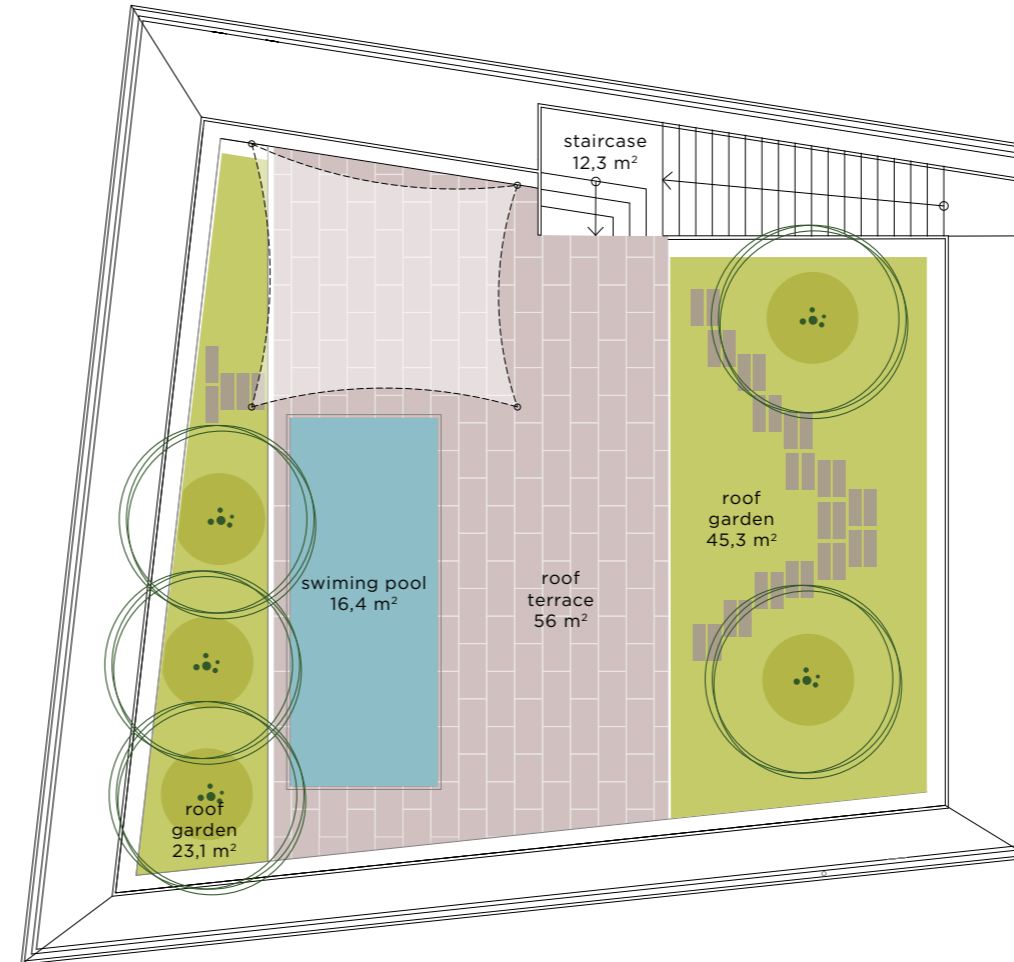 staircase
12,3 m²
roof
garden
45,3 m²
swiming pool
16,4 m²
roof
terrace
56 m²
roof
garden
23,1 m²